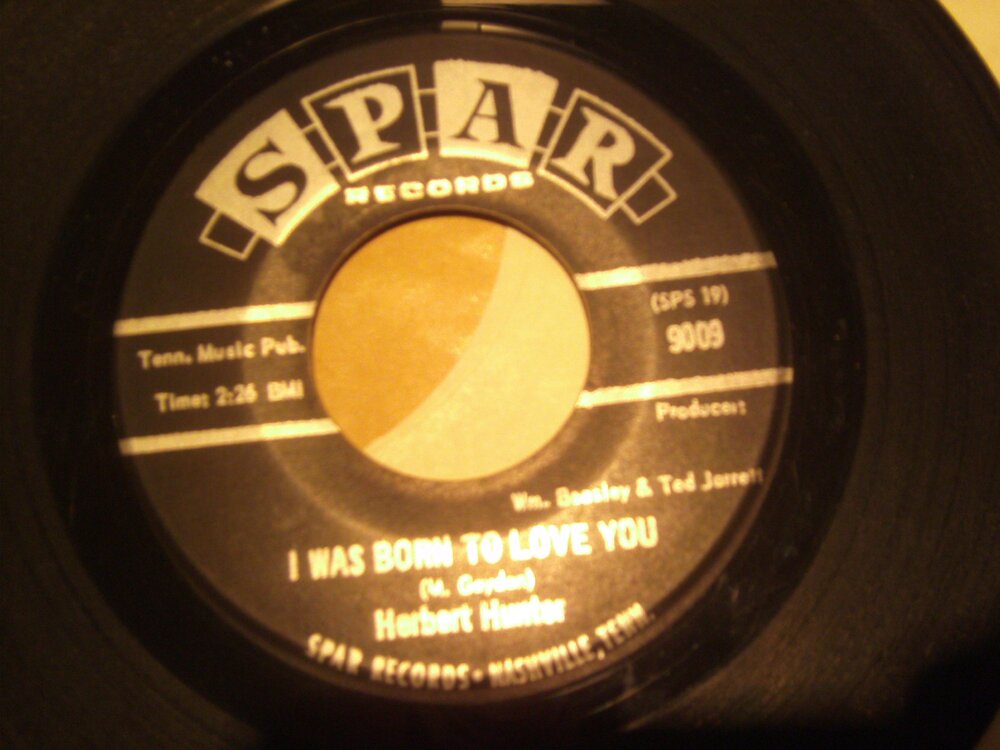 SPAR
RECORDS
(SPS 19)
9009
Tenn. Music Pub.
Time: 2:26 BMI
Producers:
Wm. Beasley & Ted Jarrett
I WAS BORN TO LOVE YOU
Gayden)
Herbert Hunter
SPAR RECORDS • NASHVILLE, TENN.